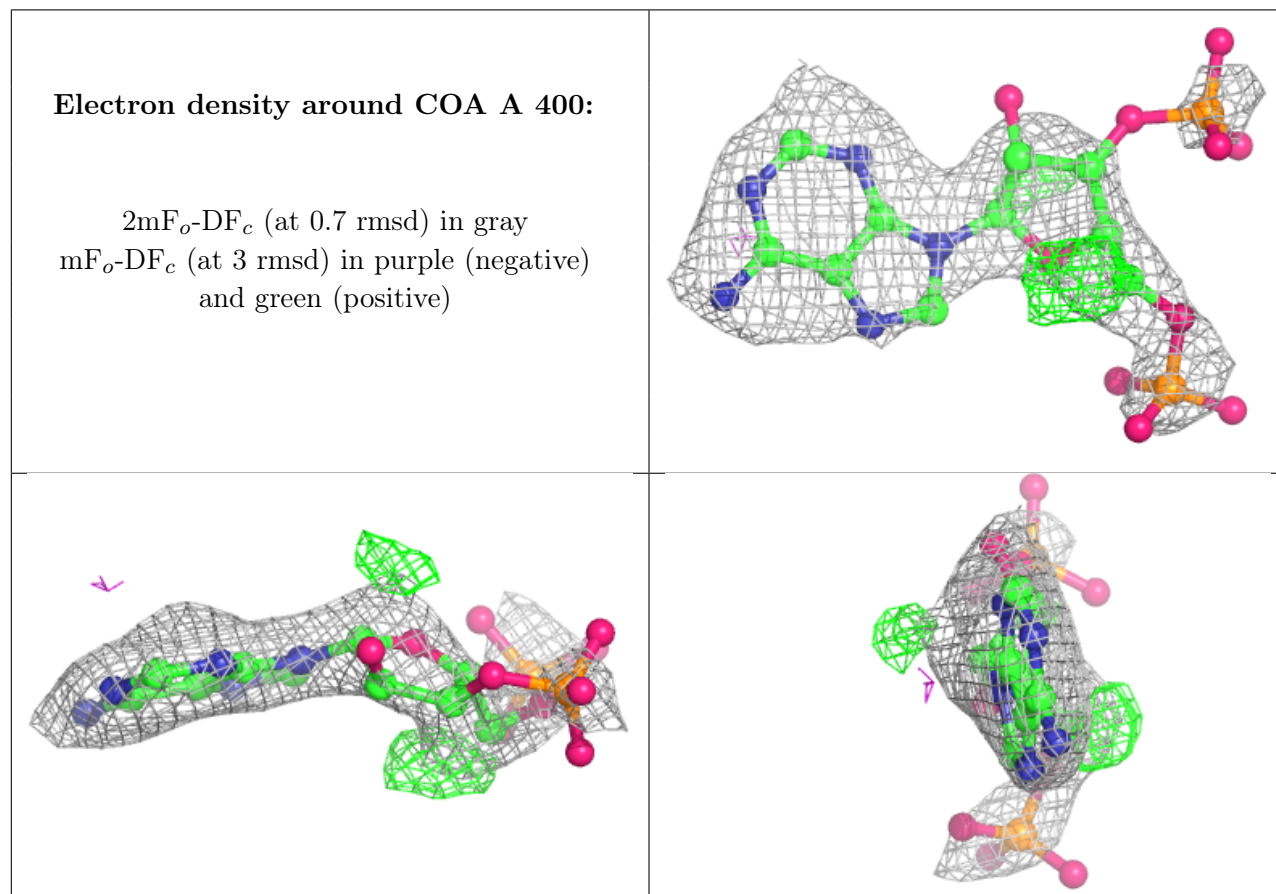 Electron density around COA A 400:
2mFₒ-DF𝒸 (at 0.7 rmsd) in gray
mFₒ-DF𝒸 (at 3 rmsd) in purple (negative)
and green (positive)